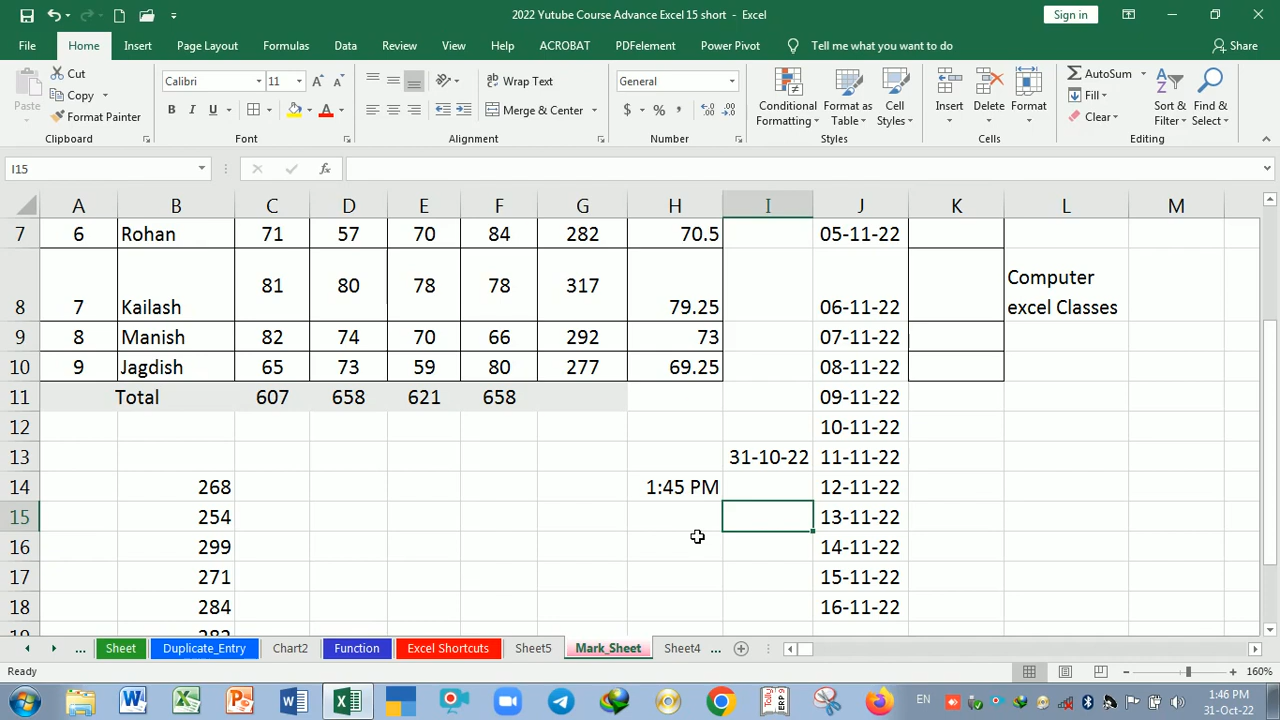 2022 Yutube Course Advance Excel 15 short - Excel
Sign in
File Home Insert Page Layout Formulas Data Review View Help ACROBAT PDFelement Power Pivot Tell me what you want to do Share
Paste Cut Copy Format Painter Clipboard
Calibri 11 A A B I U A Font
Wrap Text Merge & Center Alignment
General $ % , Number
Conditional Formatting Format as Table Cell Styles Styles
Insert Delete Format Cells
AutoSum Fill Clear Sort & Filter Find & Select Editing
I15 fx
A B C D E F G H I J K L M
7 6 Rohan 71 57 70 84 282 70.5 05-11-22
8 7 Kailash 81 80 78 78 317 79.25 06-11-22 Computer excel Classes
9 8 Manish 82 74 70 66 292 73 07-11-22
10 9 Jagdish 65 73 59 80 277 69.25 08-11-22
11 Total 607 658 621 658 09-11-22
12 10-11-22
13 31-10-22 11-11-22
14 268 1:45 PM 12-11-22
15 254 13-11-22
16 299 14-11-22
17 271 15-11-22
18 284 16-11-22
... Sheet Duplicate_Entry Chart2 Function Excel Shortcuts Sheet5 Mark_Sheet Sheet4 ...
Ready 160%
EN 1:46 PM
31-Oct-22